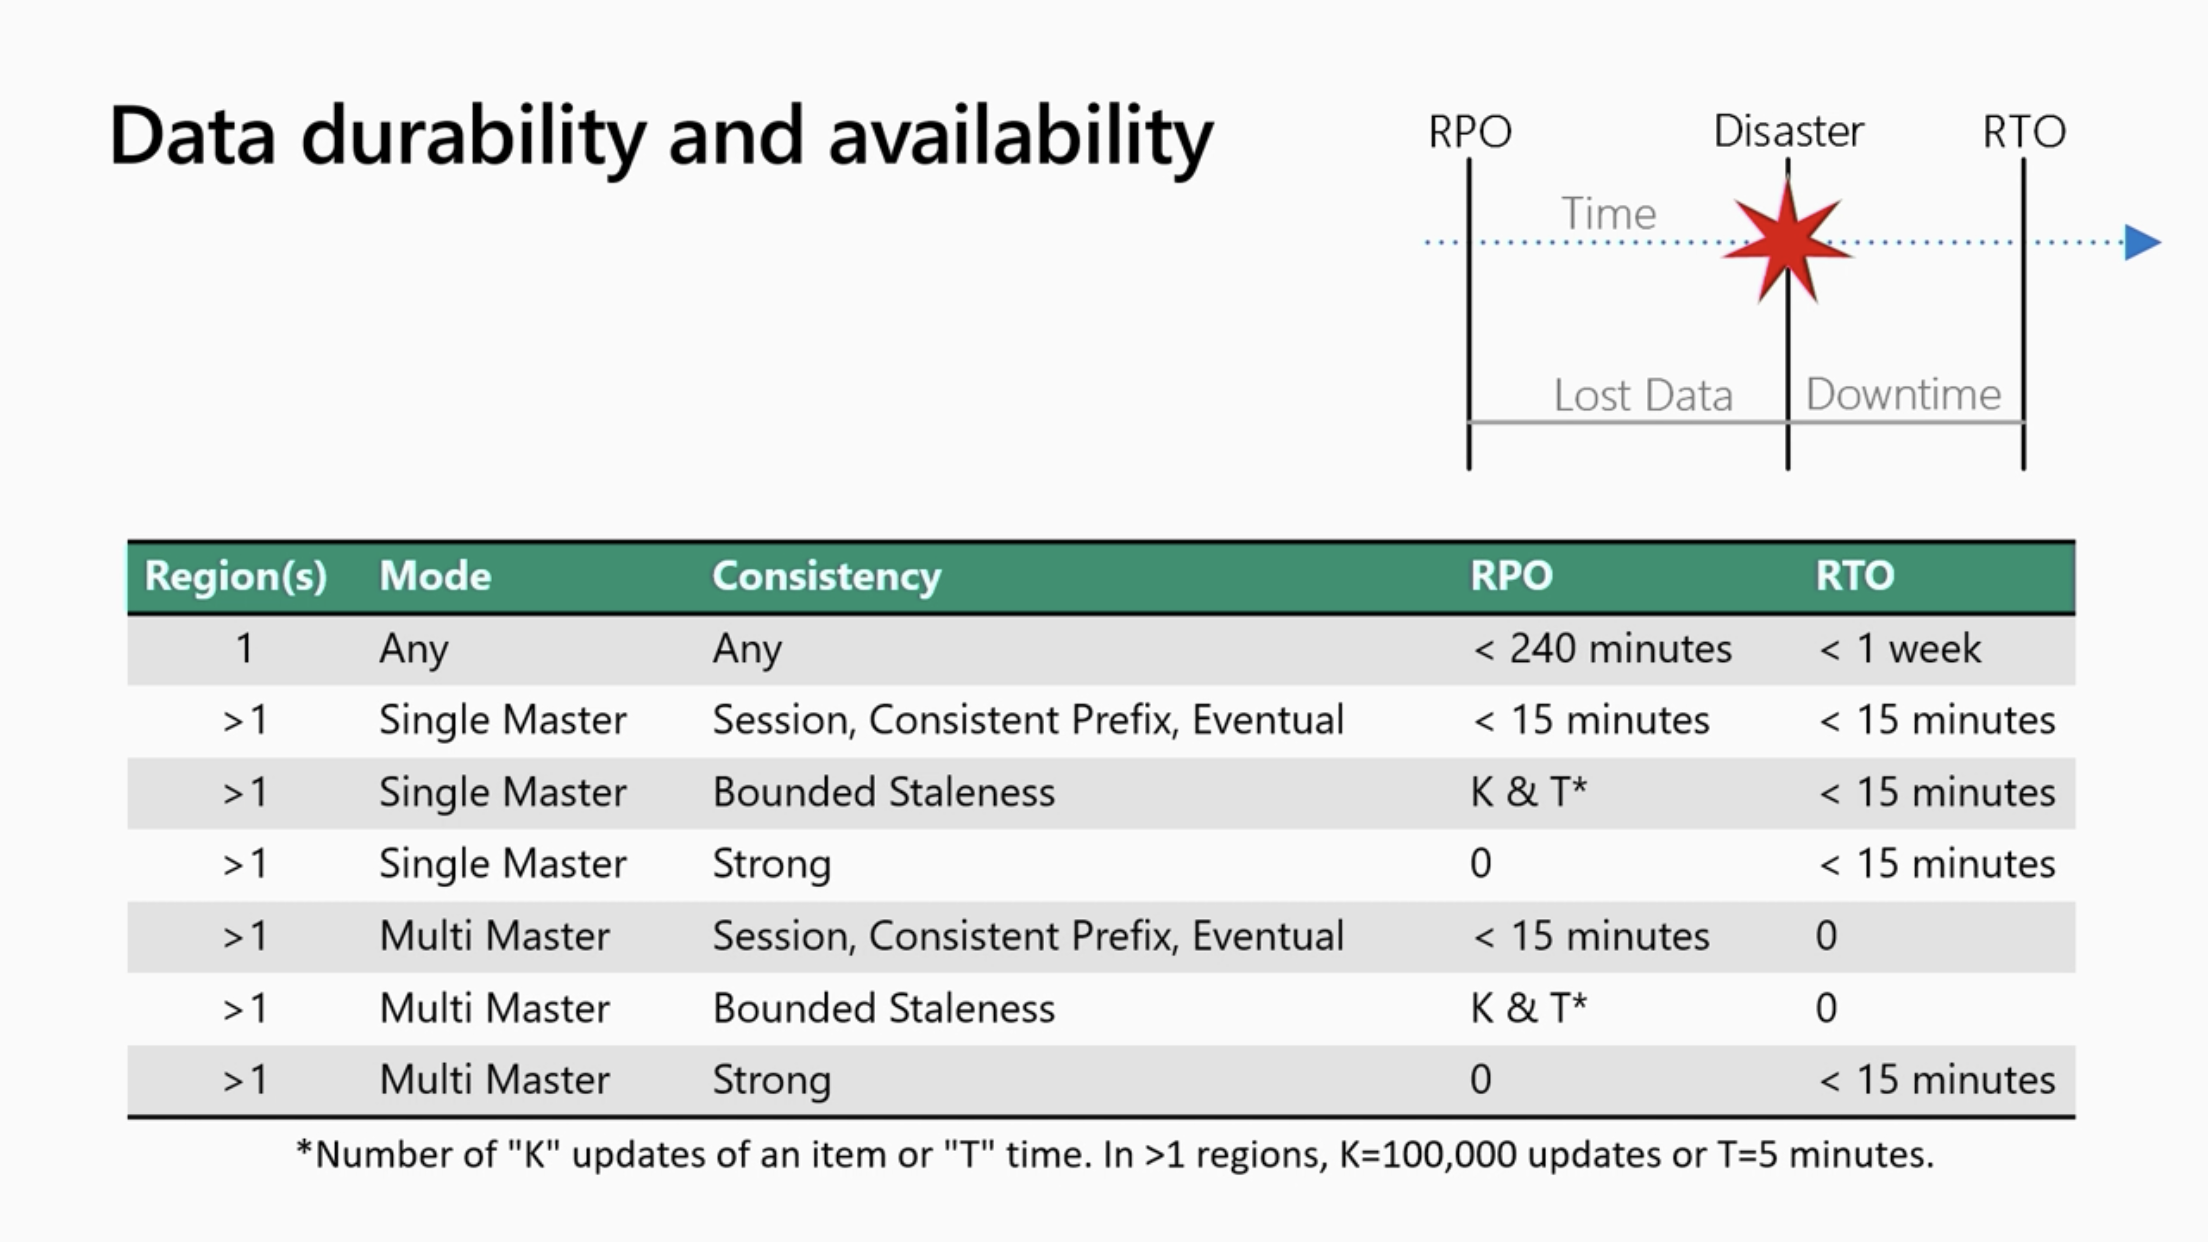 Data durability and availability
RPO Disaster RTO
Time
Lost Data Downtime
Region(s) Mode Consistency RPO RTO
1 Any Any < 240 minutes < 1 week
>1 Single Master Session, Consistent Prefix, Eventual < 15 minutes < 15 minutes
>1 Single Master Bounded Staleness K & T* < 15 minutes
>1 Single Master Strong 0 < 15 minutes
>1 Multi Master Session, Consistent Prefix, Eventual < 15 minutes 0
>1 Multi Master Bounded Staleness K & T* 0
>1 Multi Master Strong 0 < 15 minutes
*Number of "K" updates of an item or "T" time. In >1 regions, K=100,000 updates or T=5 minutes.